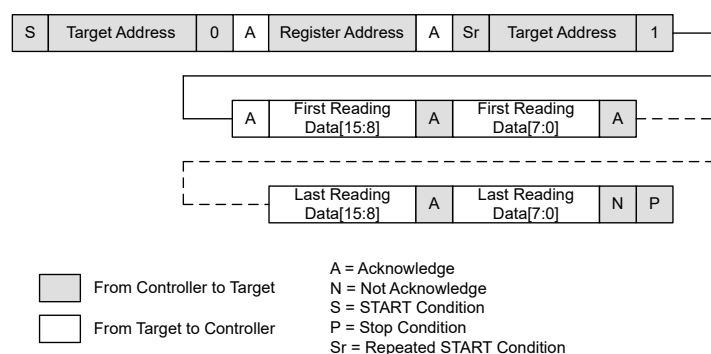 S Target Address 0 A Register Address A Sr Target Address 1
A First Reading Data[15:8] A First Reading Data[7:0] A
Last Reading Data[15:8] A Last Reading Data[7:0] N P
From Controller to Target
From Target to Controller
A = Acknowledge
N = Not Acknowledge
S = START Condition
P = Stop Condition
Sr = Repeated START Condition